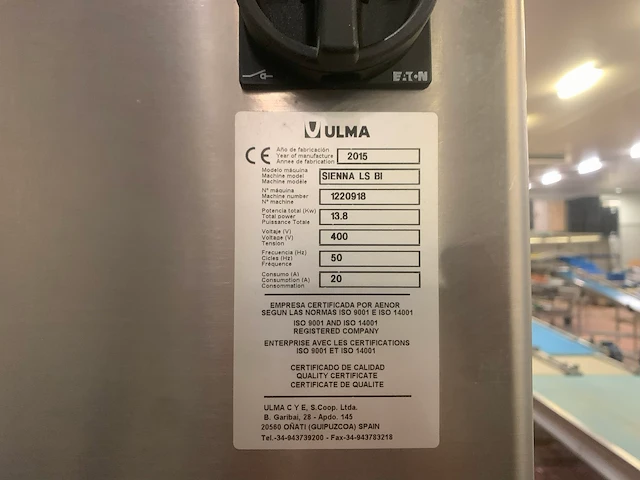 EATON
ULMA
CE
Año de fabricación
Year of manufacture
Annee de fabrication
2015
Modelo máquina
Machine model
Machine modèle
SIENNA LS BI
Nº máquina
Machine number
N° machine
1220918
Potencia total (Kw)
Total power
Puissance Totale
13.8
Voltaje (V)
Voltage (V)
Tension
400
Frecuencia (Hz)
Cicles (Hz)
Fréquence
50
Consumo (A)
Consumotion (A)
Consommation
20
EMPRESA CERTIFICADA POR AENOR
SEGUN LAS NORMAS ISO 9001 E ISO 14001
ISO 9001 AND ISO 14001
REGISTERED COMPANY
ENTERPRISE AVEC LES CERTIFICATIONS
ISO 9001 ET ISO 14001
CERTIFICADO DE CALIDAD
QUALITY CERTIFICATE
CERTIFICATE DE QUALITE
ULMA C Y E, S.Coop. Ltda.
B. Garibai, 28 - Apdo. 145
20560 OÑATI (GUIPUZCOA) SPAIN
Tel.-34-943739200 - Fax-34-943783218